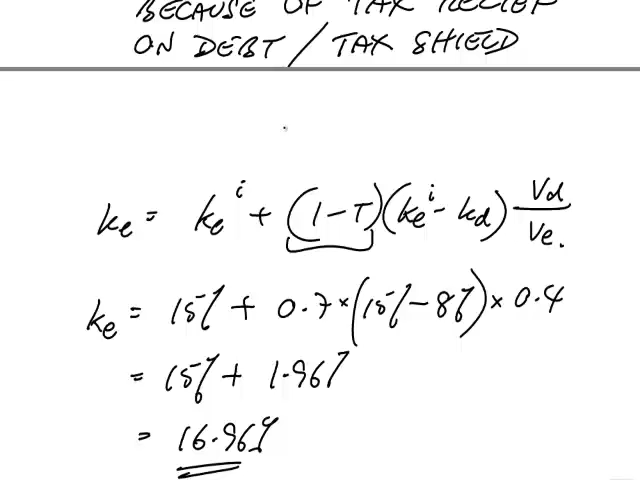 BECAUSE OF TAX RELIEF
ON DEBT / TAX SHIELD
ke = ke^i + (1 - T)(ke^i - kd) Vd/Ve.
ke = 15% + 0.7 × (15% - 8%) × 0.4
= 15% + 1.96%
= 16.96%